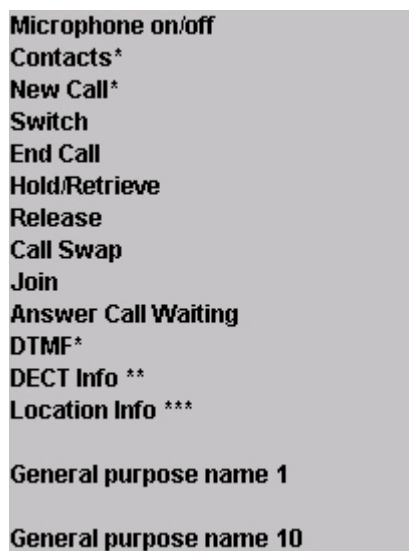 Microphone on/off
Contacts*
New Call*
Switch
End Call
Hold/Retrieve
Release
Call Swap
Join
Answer Call Waiting
DTMF*
DECT Info **
Location Info ***
General purpose name 1
General purpose name 10